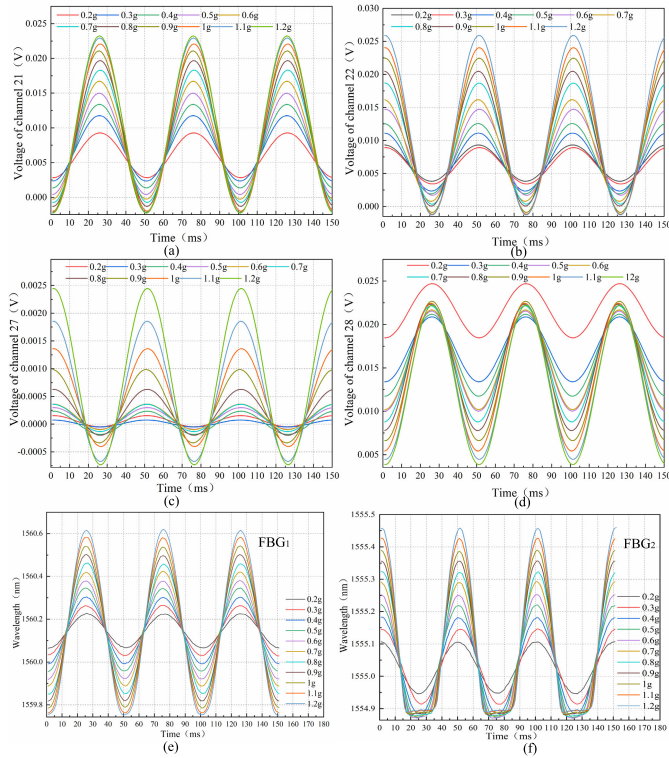 0.2g 0.3g 0.4g 0.5g 0.6g
0.7g 0.8g 0.9g 1g 1.1g 1.2g
0.025
0.020
0.015
0.010
0.005
0.000
Voltage of channel 21 (V)
0 10 20 30 40 50 60 70 80 90 100 110 120 130 140 150
Time (ms)
(a)
0.2g 0.3g 0.4g 0.5g 0.6g 0.7g
0.8g 0.9g 1g 1.1g 1.2g
0.030
0.025
0.020
0.015
0.010
0.005
0.000
Voltage of channel 22 (V)
0 10 20 30 40 50 60 70 80 90 100 110 120 130 140 150
Time (ms)
(b)
0.2g 0.3g 0.4g 0.5g 0.6g 0.7g
0.8g 0.9g 1g 1.1g 1.2g
0.0025
0.0020
0.0015
0.0010
0.0005
0.0000
-0.0005
Voltage of channel 27 (V)
0 10 20 30 40 50 60 70 80 90 100 110 120 130 140 150
Time (ms)
(c)
0.2g 0.3g 0.4g 0.5g 0.6g
0.7g 0.8g 0.9g 1g 1.1g 12g
0.025
0.020
0.015
0.010
0.005
Voltage of channel 28 (V)
0 10 20 30 40 50 60 70 80 90 100 110 120 130 140 150
Time (ms)
(d)
FBG1
1560.6
1560.4
1560.2
1560.0
1559.8
Wavelength (nm)
0.2g
0.3g
0.4g
0.5g
0.6g
0.7g
0.8g
0.9g
1g
1.1g
1.2g
0 10 20 30 40 50 60 70 80 90 100 110 120 130 140 150 160 170 180
Time (ms)
(e)
FBG2
1555.5
1555.4
1555.3
1555.2
1555.1
1555.0
1554.9
Wavelength (nm)
0.2g
0.3g
0.4g
0.5g
0.6g
0.7g
0.8g
0.9g
1g
1.1g
1.2g
0 10 20 30 40 50 60 70 80 90 100 110 120 130 140 150 160 170 180
Time (ms)
(f)